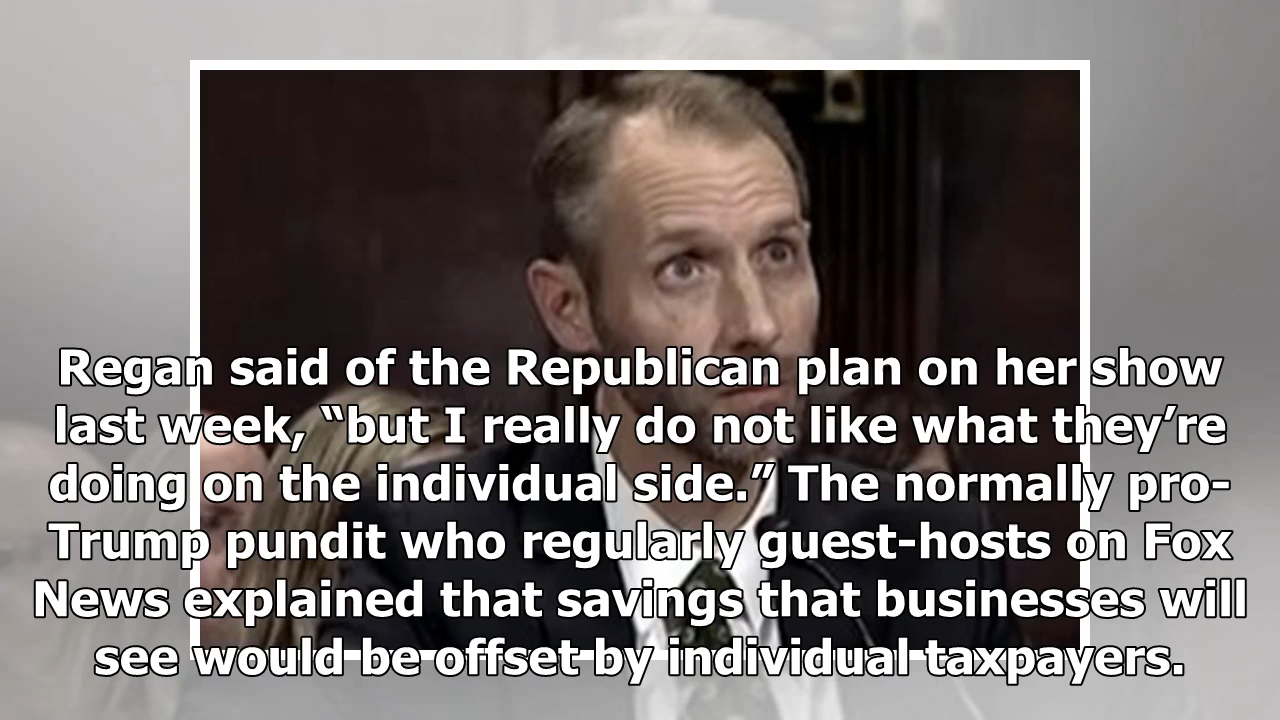 Regan said of the Republican plan on her show
last week, “but I really do not like what they’re
doing on the individual side.” The normally pro-
Trump pundit who regularly guest-hosts on Fox
News explained that savings that businesses will
see would be offset by individual taxpayers.